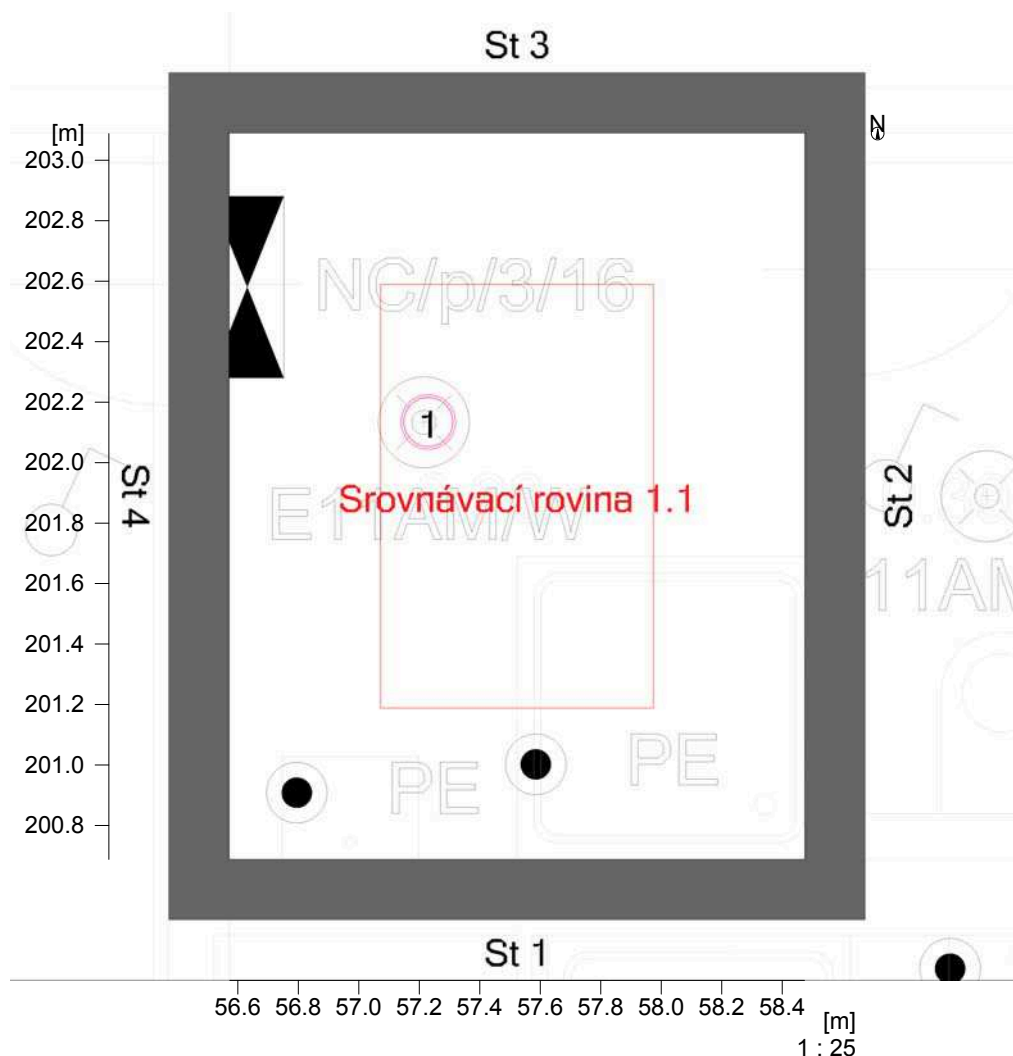 St 3
N
[m]
203.0
202.8
202.6
202.4
202.2
202.0
201.8
201.6
201.4
201.2
201.0
200.8
NC/p/3/16
1
Srovnávací rovina 1.1
E11AM/W
St 4
St 2
11AM
PE
PE
St 1
56.6 56.8 57.0 57.2 57.4 57.6 57.8 58.0 58.2 58.4
[m]
1 : 25